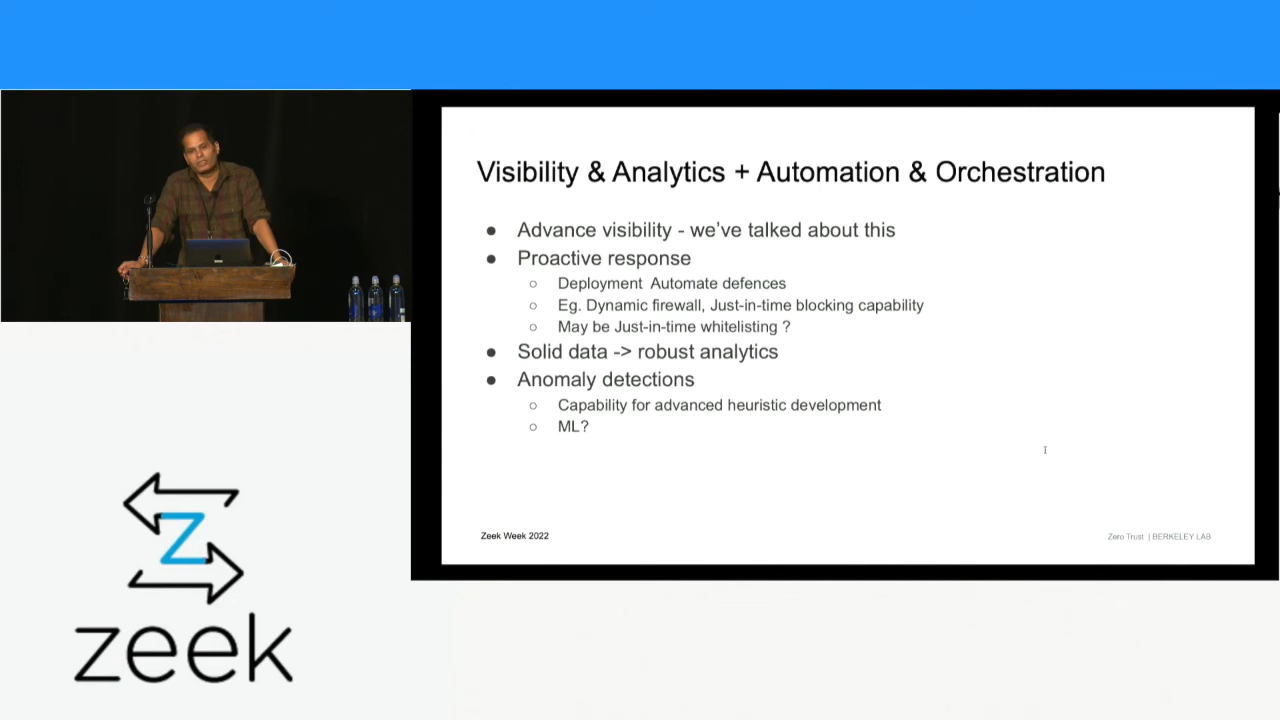 Visibility & Analytics + Automation & Orchestration
● Advance visibility - we've talked about this
● Proactive response
○ Deployment  Automate defences
○ Eg. Dynamic firewall, Just-in-time blocking capability
○ May be Just-in-time whitelisting ?
● Solid data -> robust analytics
● Anomaly detections
○ Capability for advanced heuristic development
○ ML?
Zeek Week 2022
Zero Trust | BERKELEY LAB
Z
zeek